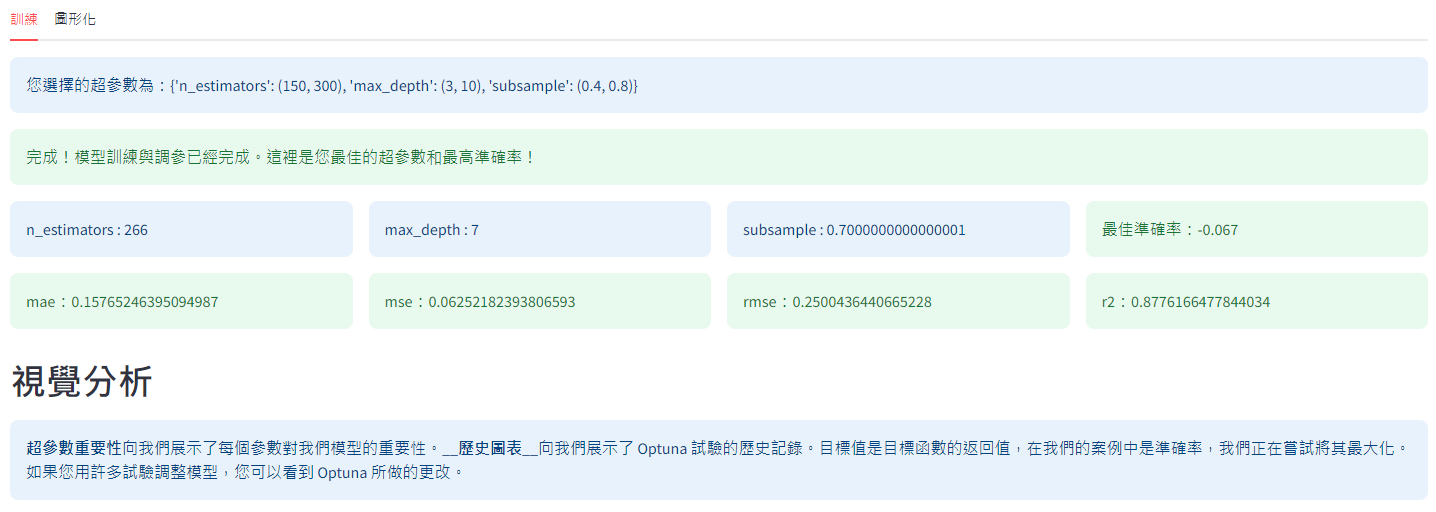 訓練 圖形化
您選擇的超參數為：{'n_estimators': (150, 300), 'max_depth': (3, 10), 'subsample': (0.4, 0.8)}
完成！模型訓練與調參已經完成。這裡是您最佳的超參數和最高準確率！
n_estimators : 266
max_depth : 7
subsample : 0.7000000000000001
最佳準確率：-0.067
mae：0.15765246395094987
mse：0.06252182393806593
rmse：0.2500436440665228
r2：0.8776166477844034
視覺分析
超參數重要性向我們展示了每個參數對我們模型的重要性。__歷史圖表__向我們展示了 Optuna 試驗的歷史記錄。目標值是目標函數的返回值，在我們的案例中是準確率，我們正在嘗試將其最大化。
如果您用許多試驗調整模型，您可以看到 Optuna 所做的更改。